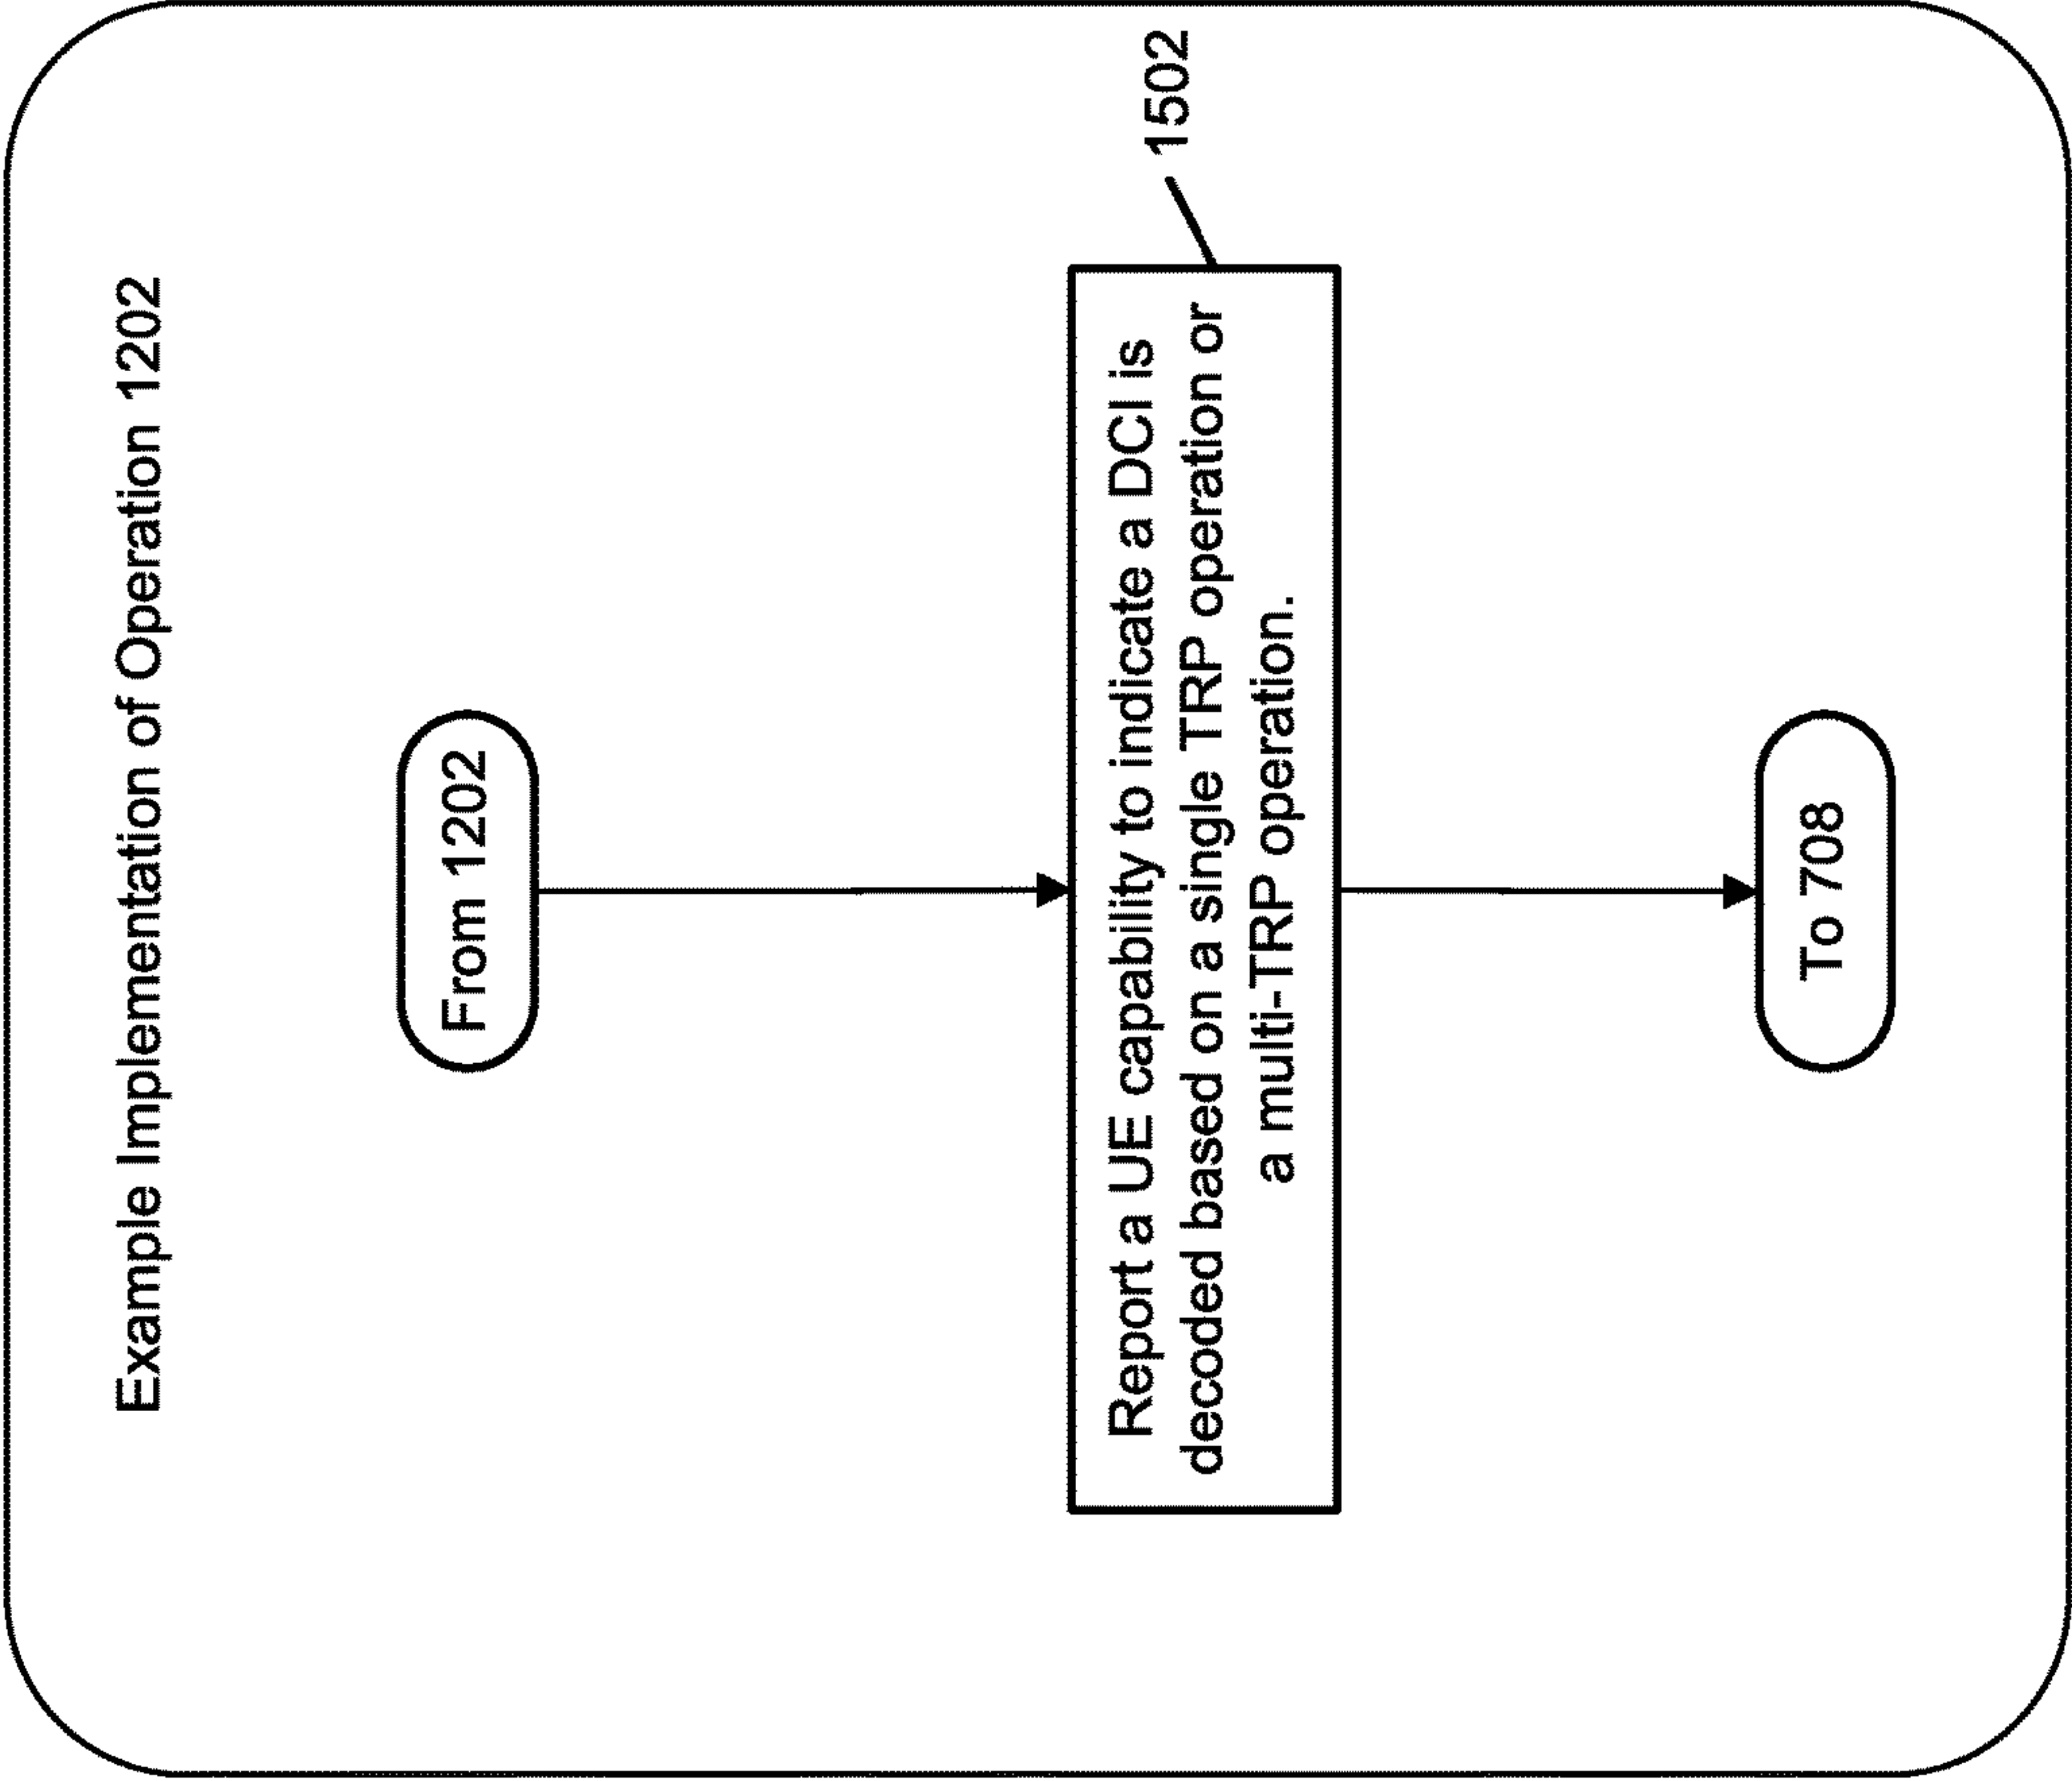 Example Implementation of Operation 1202
From 1202
1502
Report a UE capability to indicate a DCI is
decoded based on a single TRP operation or
a multi-TRP operation.
To 708